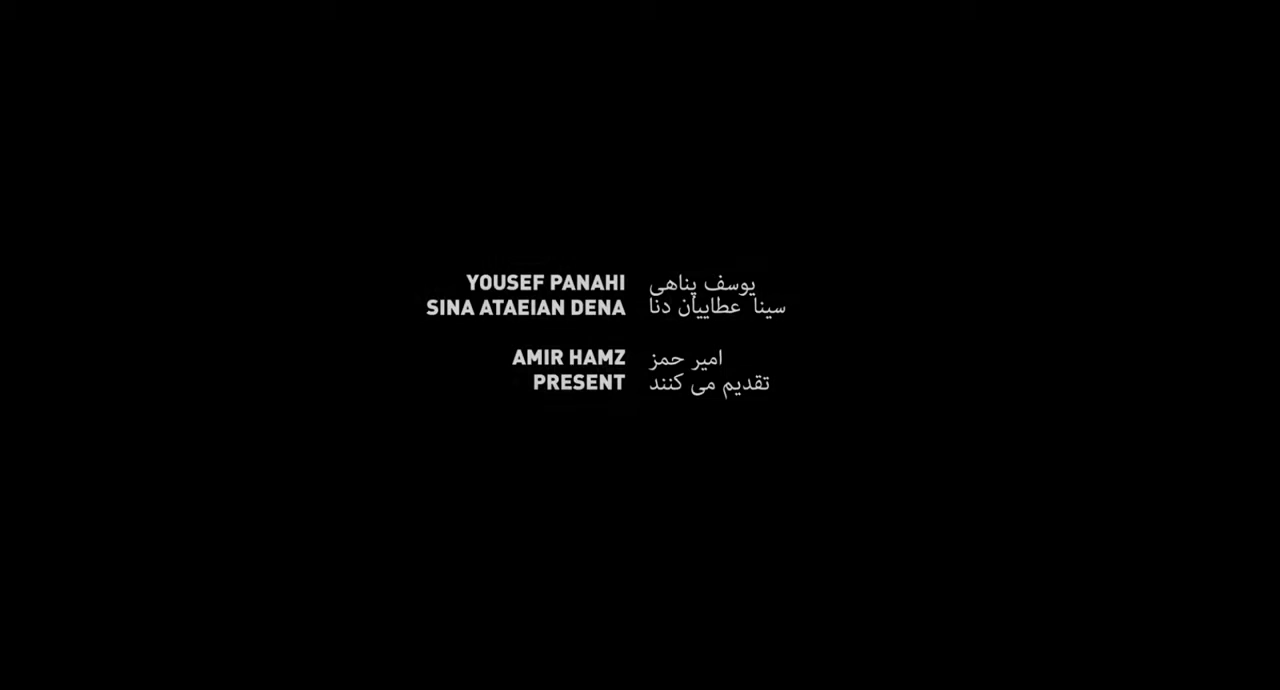 YOUSEF PANAHI یوسف پناهی
SINA ATAEIAN DENA سینا عطاییان دنا
AMIR HAMZ امیر حمز
PRESENT تقدیم می کنند